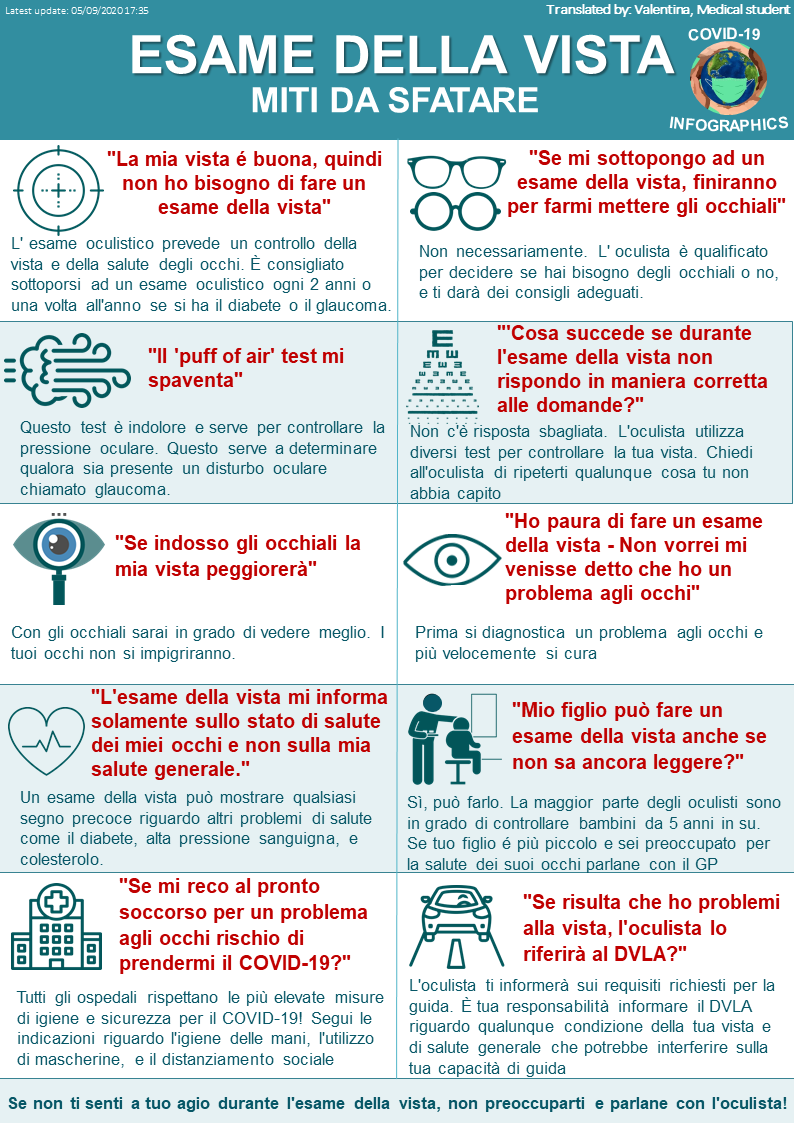 Latest update: 05/09/2020 17:35
Translated by: Valentina, Medical student
ESAME DELLA VISTA
MITI DA SFATARE
COVID-19
INFOGRAPHICS
"La mia vista é buona, quindi
non ho bisogno di fare un
esame della vista"
L' esame oculistico prevede un controllo della
vista e della salute degli occhi. È consigliato
sottoporsi ad un esame oculistico ogni 2 anni o
una volta all'anno se si ha il diabete o il glaucoma.
"Se mi sottopongo ad un
esame della vista, finiranno
per farmi mettere gli occhiali"
Non necessariamente. L' oculista è qualificato
per decidere se hai bisogno degli occhiali o no,
e ti darà dei consigli adeguati.
"Il 'puff of air' test mi
spaventa"
Questo test è indolore e serve per controllare la
pressione oculare. Questo serve a determinare
qualora sia presente un disturbo oculare
chiamato glaucoma.
"'Cosa succede se durante
l'esame della vista non
rispondo in maniera corretta
alle domande?"
Non c'è risposta sbagliata. L'oculista utilizza
diversi test per controllare la tua vista. Chiedi
all'oculista di ripeterti qualunque cosa tu non
abbia capito
"Se indosso gli occhiali la
mia vista peggiorerà"
Con gli occhiali sarai in grado di vedere meglio. I
tuoi occhi non si impigriranno.
"Ho paura di fare un esame
della vista - Non vorrei mi
venisse detto che ho un
problema agli occhi"
Prima si diagnostica un problema agli occhi e
più velocemente si cura
"L'esame della vista mi informa
solamente sullo stato di salute
dei miei occhi e non sulla mia
salute generale."
Un esame della vista può mostrare qualsiasi
segno precoce riguardo altri problemi di salute
come il diabete, alta pressione sanguigna, e
colesterolo.
"Mio figlio può fare un
esame della vista anche se
non sa ancora leggere?"
Sì, può farlo. La maggior parte degli oculisti sono
in grado di controllare bambini da 5 anni in su.
Se tuo figlio é più piccolo e sei preoccupato per
la salute dei suoi occhi parlane con il GP
"Se mi reco al pronto
soccorso per un problema
agli occhi rischio di
prendermi il COVID-19?"
Tutti gli ospedali rispettano le più elevate misure
di igiene e sicurezza per il COVID-19! Segui le
indicazioni riguardo l'igiene delle mani, l'utilizzo
di mascherine, e il distanziamento sociale
"Se risulta che ho problemi
alla vista, l'oculista lo
riferirà al DVLA?"
L'oculista ti informerà sui requisiti richiesti per la
guida. È tua responsabilità informare il DVLA
riguardo qualunque condizione della tua vista e
di salute generale che potrebbe interferire sulla
tua capacità di guida
Se non ti senti a tuo agio durante l'esame della vista, non preoccuparti e parlane con l'oculista!